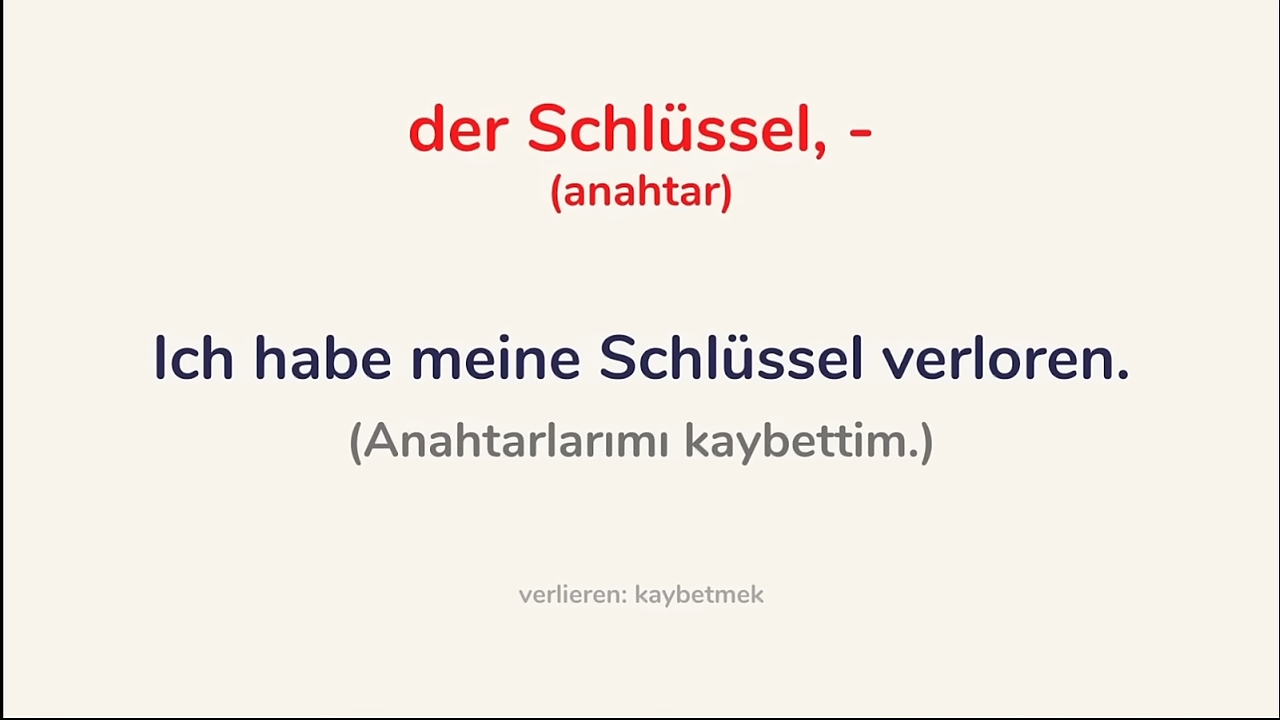 der Schlüssel, -
(anahtar)
Ich habe meine Schlüssel verloren.
(Anahtarlarımı kaybettim.)
verlieren: kaybetmek